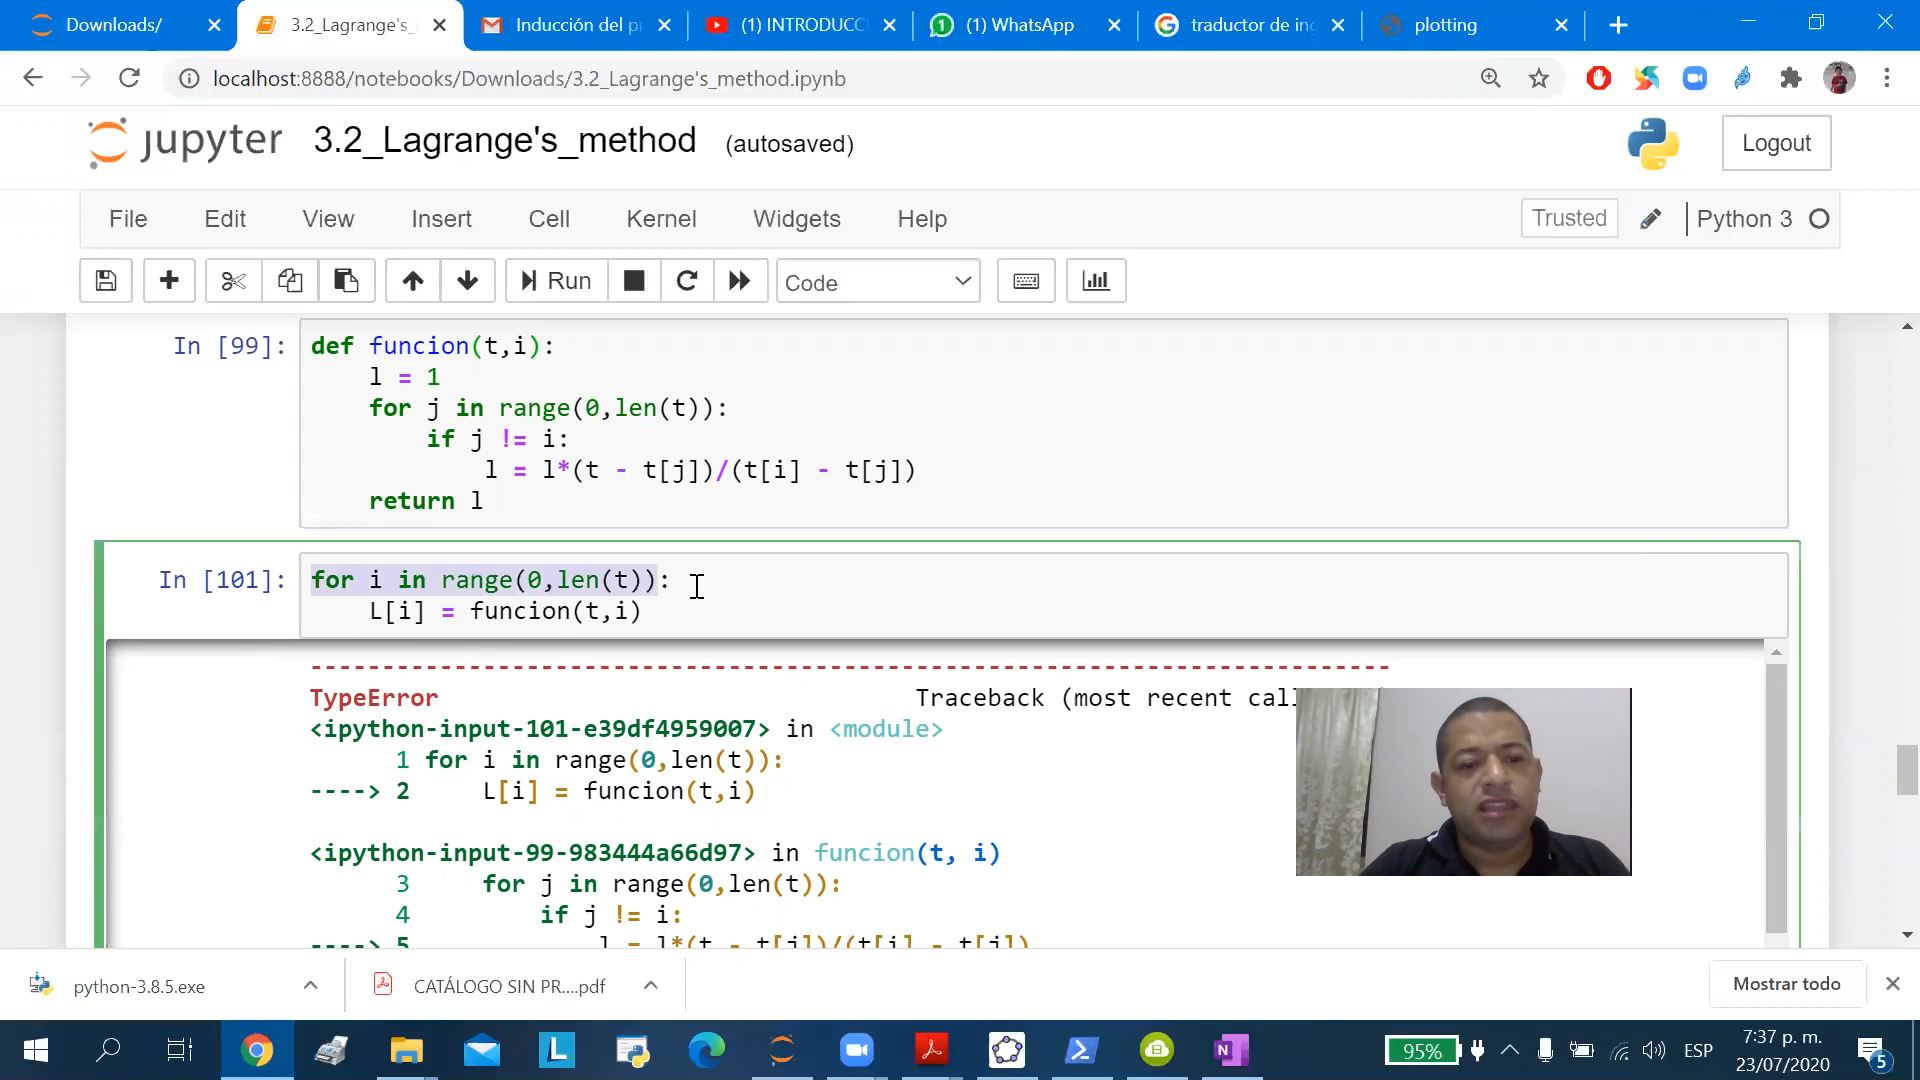 Downloads/
3.2_Lagrange's_
Inducción del p
(1) INTRODUCC
(1) WhatsApp
traductor de in
plotting
localhost:8888/notebooks/Downloads/3.2_Lagrange's_method.ipynb
jupyter 3.2_Lagrange's_method (autosaved)
Logout
File Edit View Insert Cell Kernel Widgets Help
Trusted
Python 3
Run
Code
In [99]:
def funcion(t,i):
l = 1
for j in range(0,len(t)):
if j != i:
l = l*(t - t[j])/(t[i] - t[j])
return l
In [101]:
for i in range(0,len(t)):
L[i] = funcion(t,i)
---------------------------------------------------------------------------
TypeError Traceback (most recent call
<ipython-input-101-e39df4959007> in <module>
1 for i in range(0,len(t)):
----> 2 L[i] = funcion(t,i)
<ipython-input-99-983444a66d97> in funcion(t, i)
3 for j in range(0,len(t)):
4 if j != i:
----> 5 l = l*(t - t[j])/(t[i] - t[j])
python-3.8.5.exe
CATÁLOGO SIN PR....pdf
Mostrar todo
95%
ESP
7:37 p. m.
23/07/2020
5